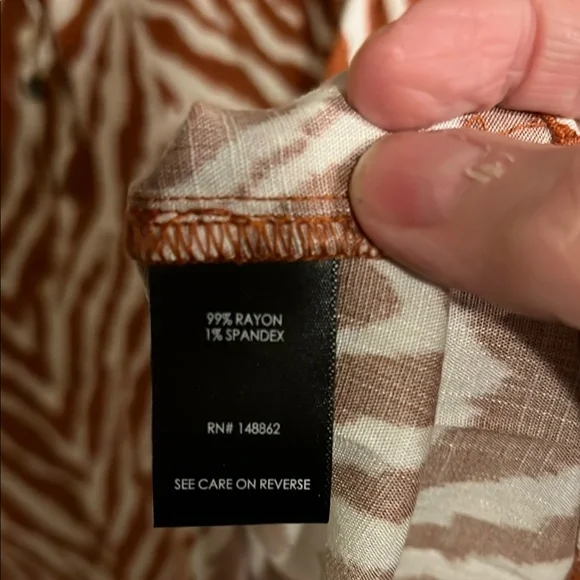 99% RAYON
1% SPANDEX
RN# 148862
SEE CARE ON REVERSE